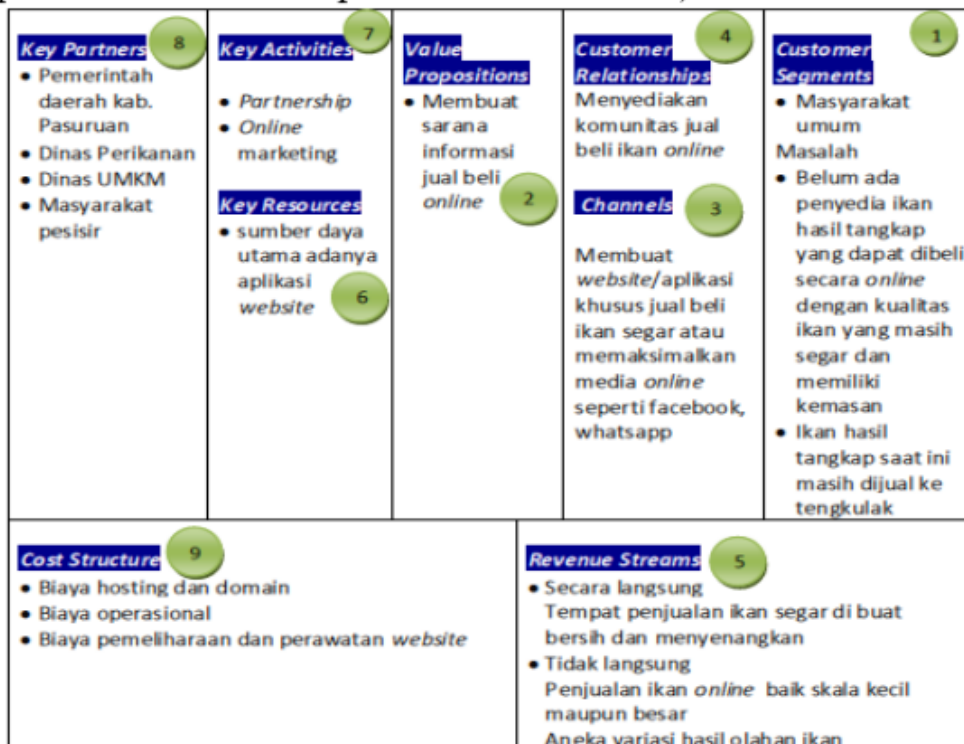 Key Partners
8
• Pemerintah
daerah kab.
Pasuruan
• Dinas Perikanan
• Dinas UMKM
• Masyarakat
pesisir
Key Activities
7
• Partnership
• Online
marketing
Key Resources
• sumber daya
utama adanya
aplikasi
website
6
Value
Propositions
• Membuat
sarana
informasi
jual beli
online
2
Customer
Relationships
4
Menyediakan
komunitas jual
beli ikan online
Channels
3
Membuat
website/aplikasi
khusus jual beli
ikan segar atau
memaksimalkan
media online
seperti facebook,
whatsapp
Customer
Segments
1
• Masyarakat
umum
Masalah
• Belum ada
penyedia ikan
hasil tangkap
yang dapat dibeli
secara online
dengan kualitas
ikan yang masih
segar dan
memiliki
kemasan
• Ikan hasil
tangkap saat ini
masih dijual ke
tengkulak
Cost Structure
9
• Biaya hosting dan domain
• Biaya operasional
• Biaya pemeliharaan dan perawatan website
Revenue Streams
5
• Secara langsung
Tempat penjualan ikan segar di buat
bersih dan menyenangkan
• Tidak langsung
Penjualan ikan online baik skala kecil
maupun besar
Aneka variasi hasil olahan ikan